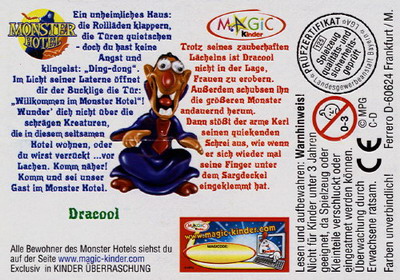 MONSTER
HOTEL
Ein unheimliches Haus:
die Rollläden klappern,
die Türen quietschen
- doch du hast keine
Angst und
klingelst: „Ding-dong".
Im Licht seiner Laterne öffnet
dir der Bucklige die Tür:
"Willkommen im Monster Hotel"!
Wunder' dich nicht über die
schrägen
Kreaturen,
die in diesem seltsamen
Hotel wohnen, oder
du wirst verrückt ...vor
Lachen. Komm näher!
Komm und sei unser
Gast im Monster Hotel.
Dracool
Alle Bewohner des Monster Hotels siehst du
auf der Seite www.magic-kinder.com
Exclusiv in KINDER ÜBERRASCHUNG
MAGIC
Kinder
Trotz seines zauberhaften
Lächelns ist Dracool
nicht in der Lage,
Frauen zu erobern.
Außerdem schubsen ihn
die größeren Monster
andauernd herum.
Dann stößt der arme Kerl
seinen quiekenden
Schrei aus, wie wenn
er sich wieder mal
seine Finger unter
dem Sargdeckel
eingeklemmt hat.
www.magic-kinder.com
MAGICODE:
PRÜFZERTIFIKAT
Spielzeug
qualitäts- und
sicherheits-
geprüft
Landesgewerbeanstalt Bayern
0-3
CE
© MPG
C-D
Lesen und aufbewahren: Warnhinweis!
Nicht für Kinder unter 3 Jahren
geeignet, da Spielzeug oder
Kleinteile verschluckt oder
eingeatmet werden können.
Überwachung durch
Erwachsene ratsam.
Farben unverbindlich!
Ferrero D-60624 Frankfurt / M.